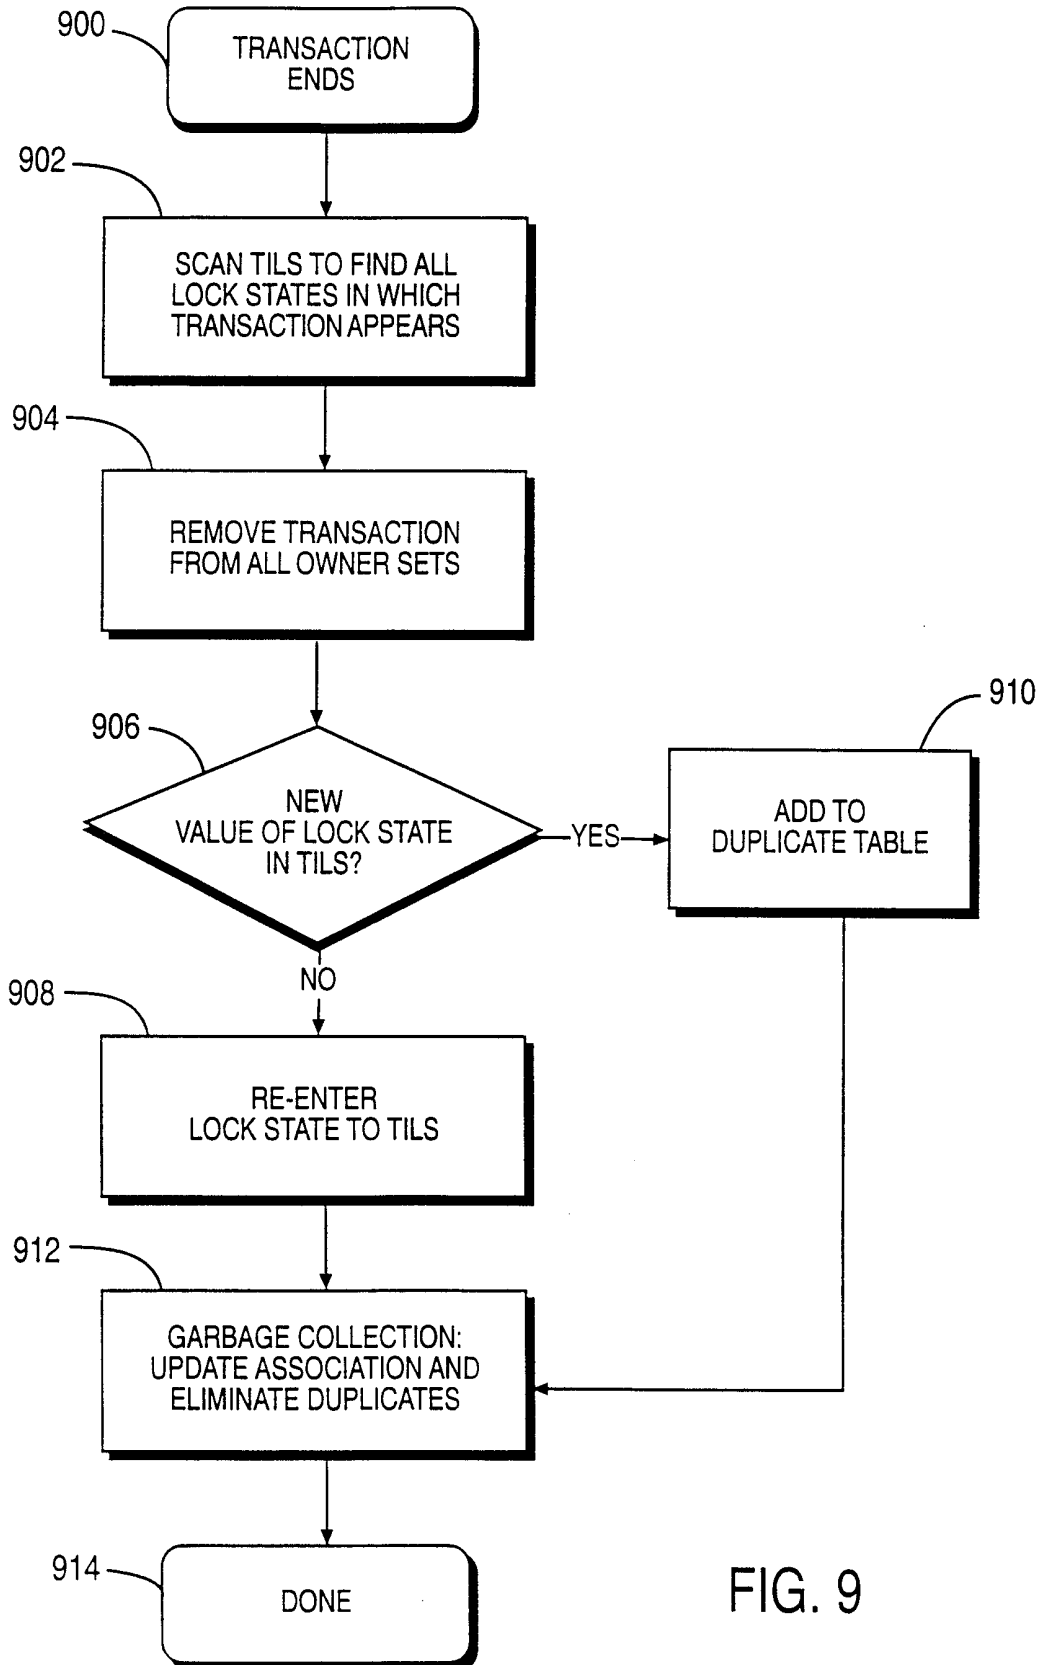 900
TRANSACTION
ENDS
902
SCAN TILS TO FIND ALL
LOCK STATES IN WHICH
TRANSACTION APPEARS
904
REMOVE TRANSACTION
FROM ALL OWNER SETS
906
NEW
VALUE OF LOCK STATE
IN TILS?
YES
910
ADD TO
DUPLICATE TABLE
NO
908
RE-ENTER
LOCK STATE TO TILS
912
GARBAGE COLLECTION:
UPDATE ASSOCIATION AND
ELIMINATE DUPLICATES
914
DONE
FIG. 9